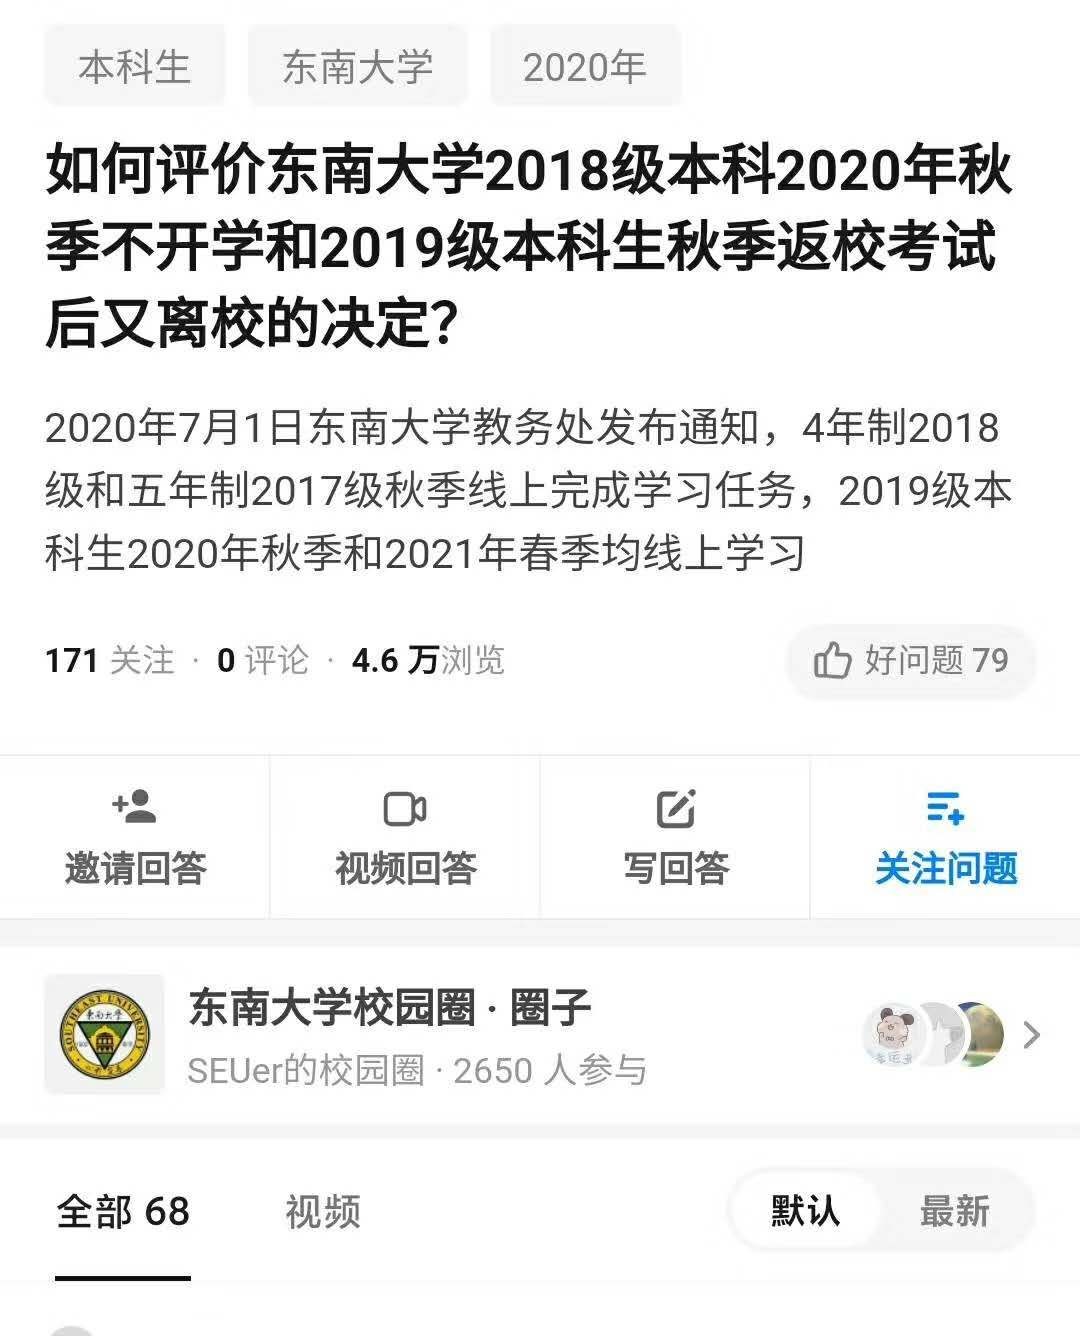 本科生 东南大学 2020年
如何评价东南大学2018级本科2020年秋
季不开学和2019级本科生秋季返校考试
后又离校的决定？
2020年7月1日东南大学教务处发布通知，4年制2018
级和五年制2017级秋季线上完成学习任务，2019级本
科生2020年秋季和2021年春季均线上学习
171 关注 · 0 评论 · 4.6 万浏览 好问题 79
邀请回答 视频回答 写回答 关注问题
东南大学校园圈 · 圈子
SEUer的校园圈 · 2650 人参与
SOUTHEAST UNIVERSITY
东南大学
全部 68 视频 默认 最新